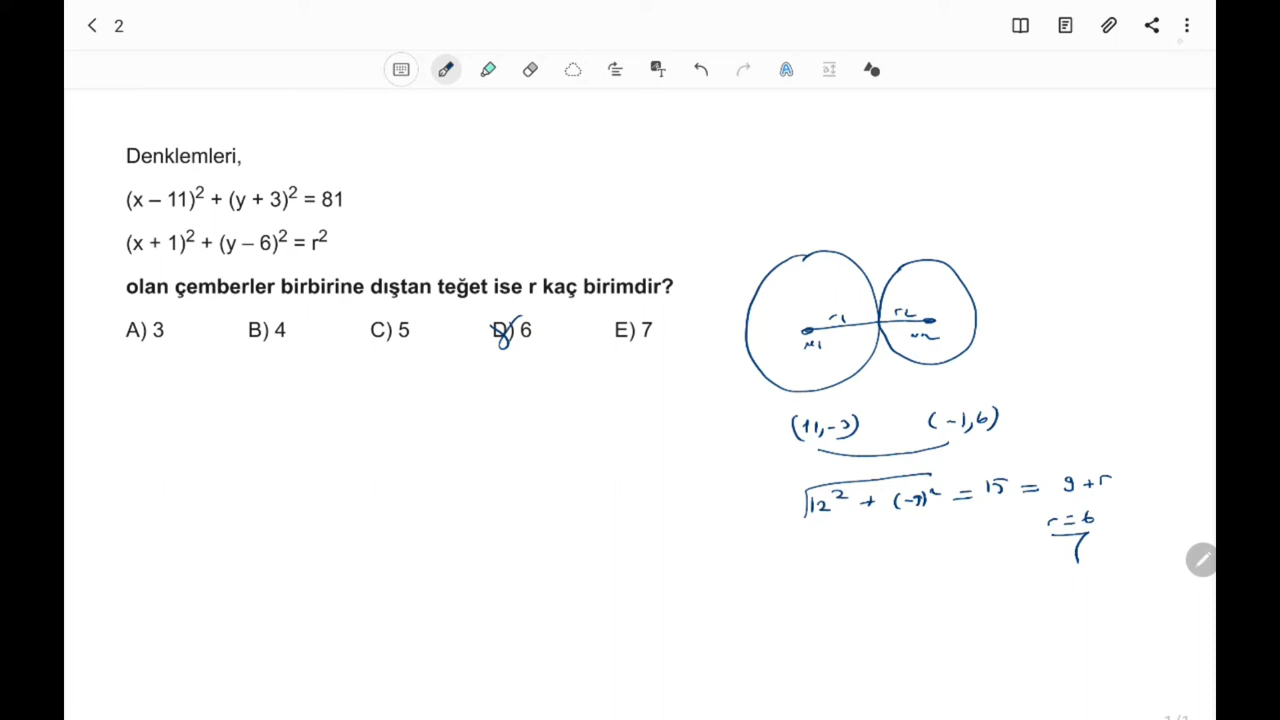 2
Denklemleri,
(x – 11)² + (y + 3)² = 81
(x + 1)² + (y – 6)² = r²
olan çemberler birbirine dıştan teğet ise r kaç birimdir?
A) 3 B) 4 C) 5 D) 6 E) 7
r1 r2
M1 M2
(11,-3) (-1,6)
√12² + (-9)² = 15 = 9+r
r=6
1/1